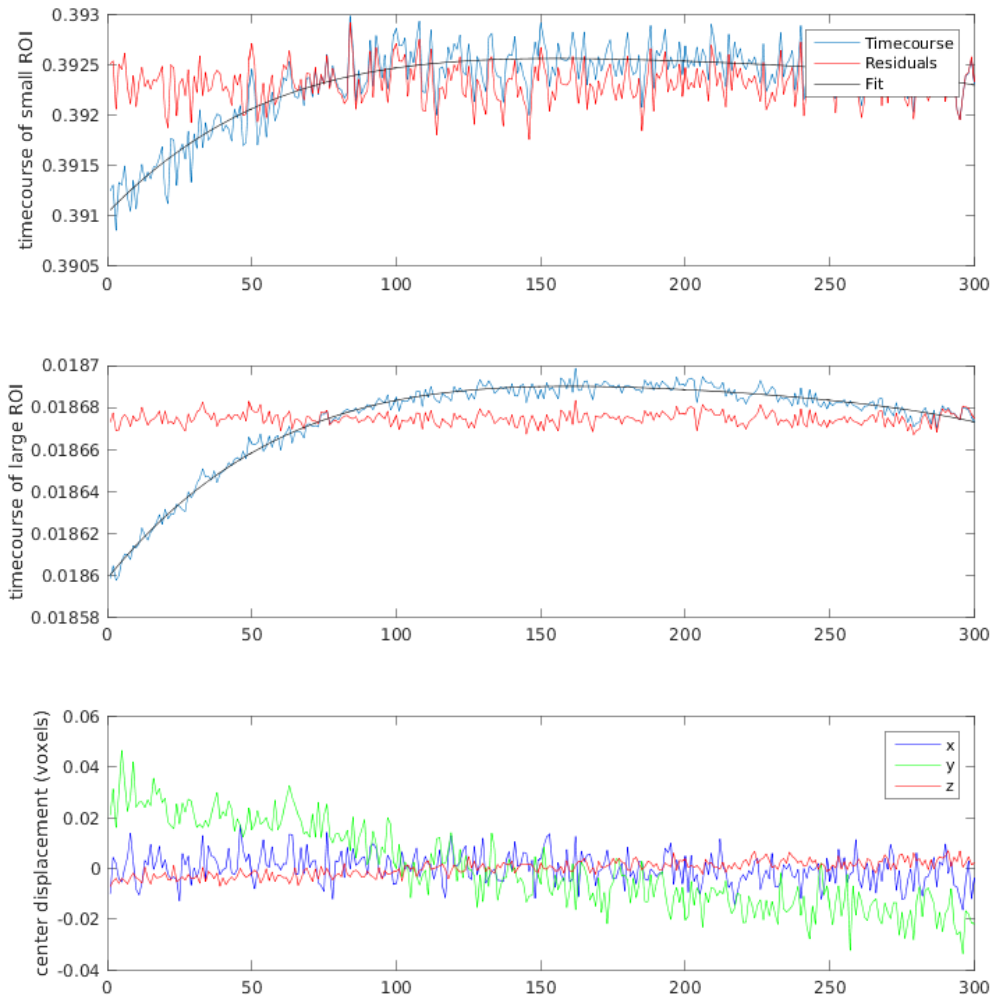 timecourse of small ROI
0.393
0.3925
0.392
0.3915
0.391
0.3905
0 50 100 150 200 250 300
Timecourse
Residuals
Fit
timecourse of large ROI
0.0187
0.01868
0.01866
0.01864
0.01862
0.0186
0.01858
0 50 100 150 200 250 300
center displacement (voxels)
0.06
0.04
0.02
0
-0.02
-0.04
0 50 100 150 200 250 300
x
y
z